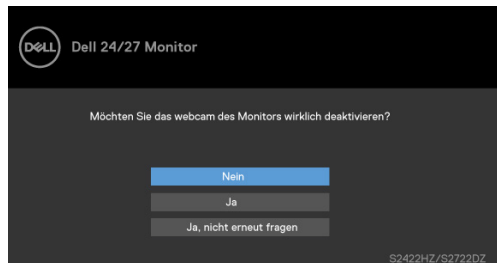 DELL
Dell 24/27 Monitor
Möchten Sie das webcam des Monitors wirklich deaktivieren?
Nein
Ja
Ja, nicht erneut fragen
S2422HZ/S2722DZ